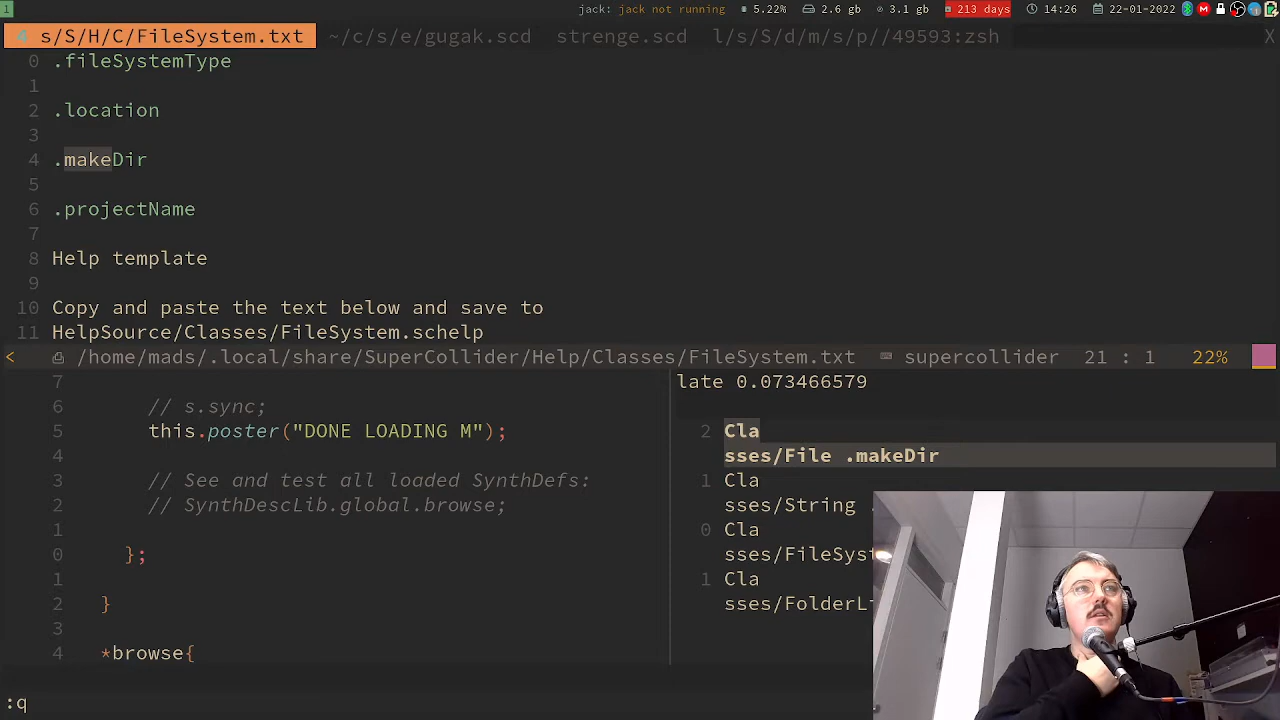 1 jack: jack not running 5.22% 2.6 gb 3.1 gb 213 days 14:26 22-01-2022
4 s/S/H/C/FileSystem.txt ~/c/s/e/gugak.scd strenge.scd l/s/S/d/m/s/p//49593:zsh X
0 .fileSystemType
1
2 .location
3
4 .makeDir
5
6 .projectName
7
8 Help template
9
10 Copy and paste the text below and save to
11 HelpSource/Classes/FileSystem.schelp
< /home/mads/.local/share/SuperCollider/Help/Classes/FileSystem.txt supercollider 21 : 1 22%
7
6 // s.sync;
5 this.poster("DONE LOADING M");
4
3 // See and test all loaded SynthDefs:
2 // SynthDescLib.global.browse;
1
0 };
1
2 }
3
4 *browse{
late 0.073466579
2 Cla
sses/File .makeDir
1 Cla
sses/String .
0 Cla
sses/FileSys
1 Cla
sses/FolderL
:q